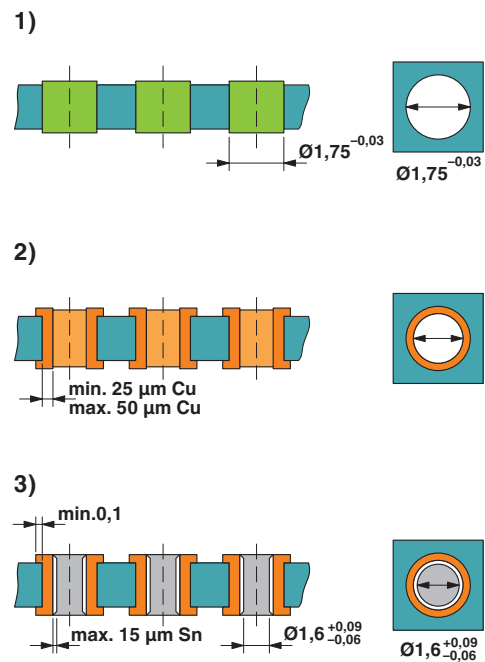 1)
Ø1,75 -0,03
Ø1,75 -0,03
2)
min. 25 µm Cu
max. 50 µm Cu
3)
min.0,1
max. 15 µm Sn
Ø1,6 +0,09 -0,06
Ø1,6 +0,09 -0,06